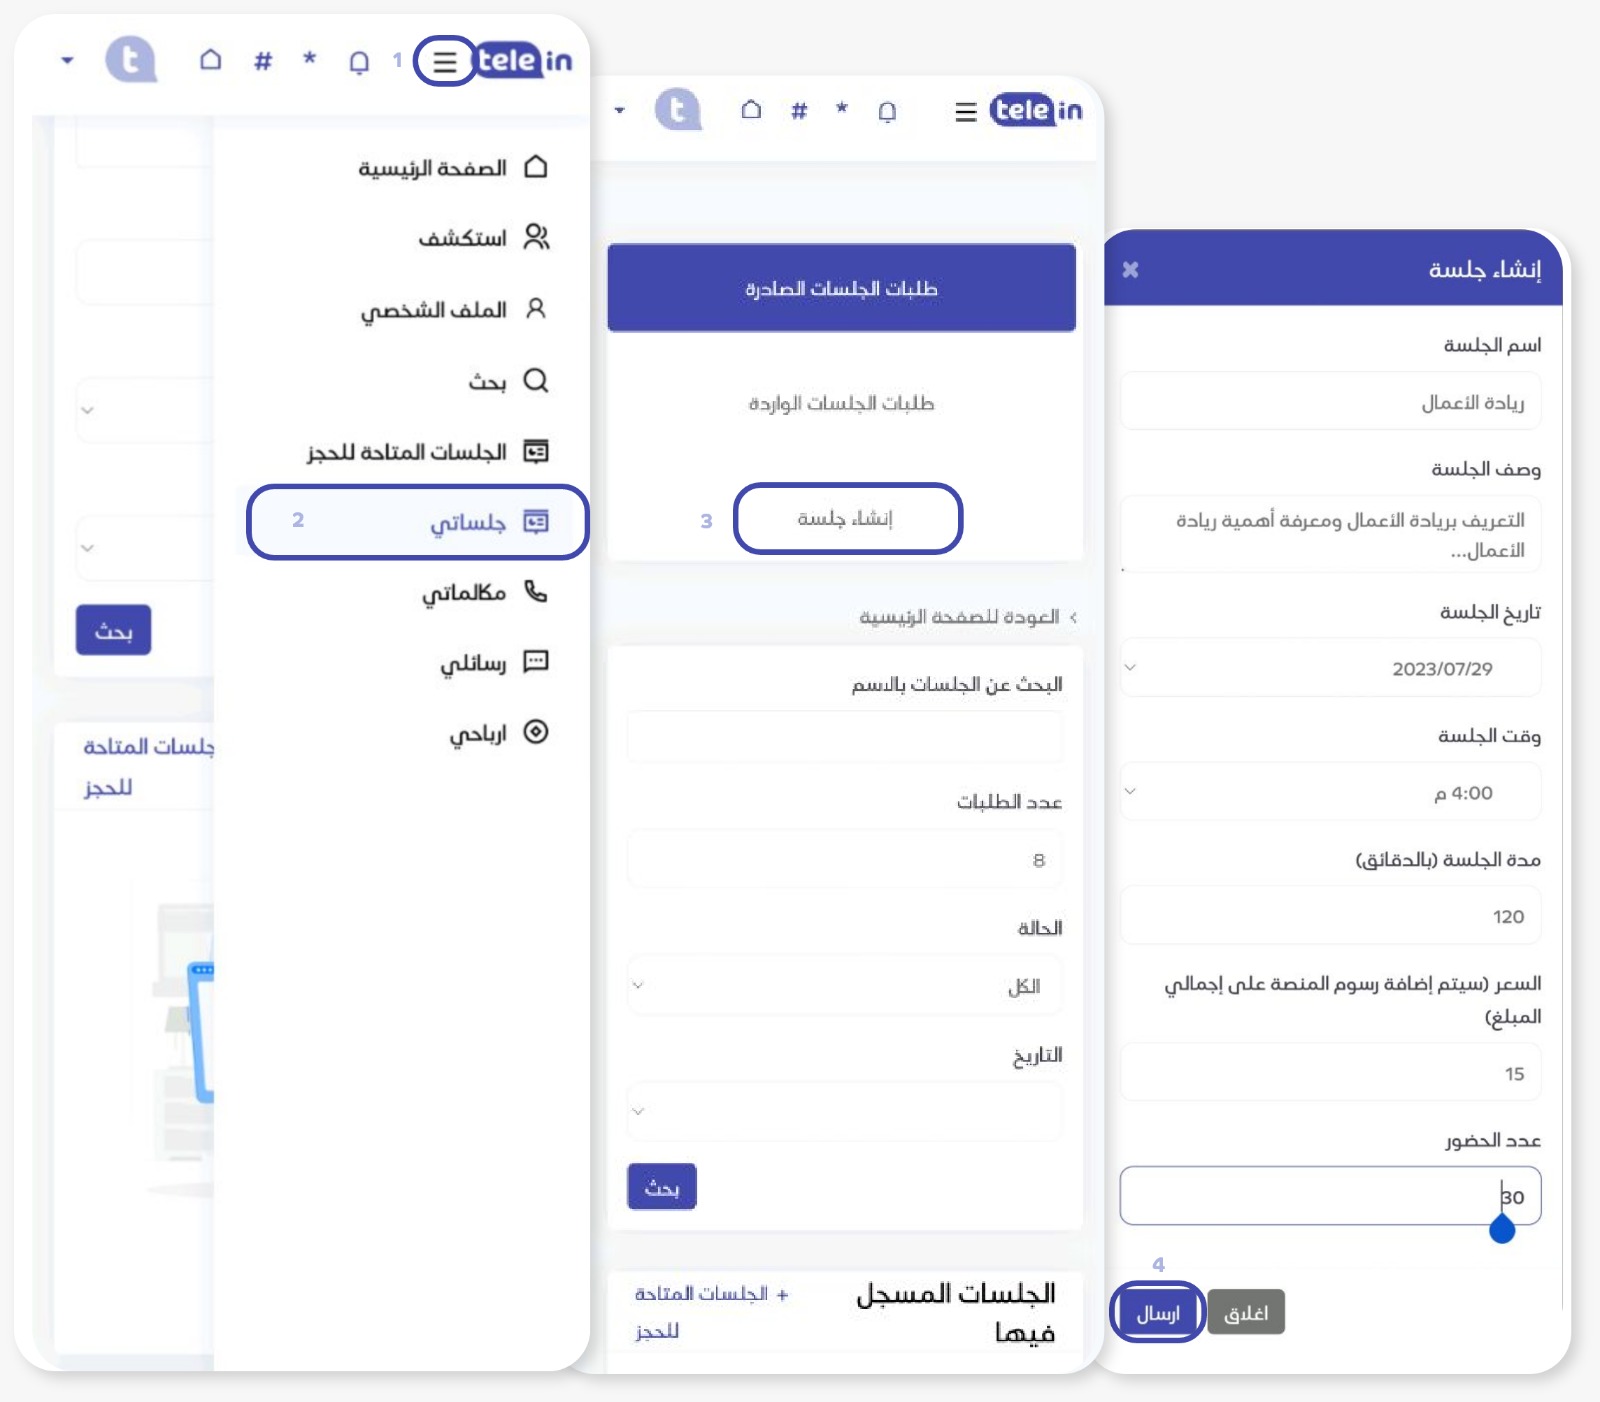 tele in
1
الصفحة الرئيسية
استكشف
الملف الشخصي
بحث
الجلسات المتاحة للحجز
جلساتي
2
مكالماتي
رسائلي
ارباحي
بحث
جلسات المتاحة
للحجز
tele in
طلبات الجلسات الصادرة
طلبات الجلسات الواردة
إنشاء جلسة
3
العودة للصفحة الرئيسية
البحث عن الجلسات بالاسم
عدد الطلبات
8
الحالة
الكل
التاريخ
بحث
الجلسات المسجل
فيها
+ الجلسات المتاحة
للحجز
إنشاء جلسة
اسم الجلسة
ريادة الأعمال
وصف الجلسة
التعريف بريادة الأعمال ومعرفة أهمية ريادة
الأعمال...
تاريخ الجلسة
2023/07/29
وقت الجلسة
4:00 م
مدة الجلسة (بالدقائق)
120
السعر (سيتم إضافة رسوم المنصة على إجمالي
المبلغ)
15
عدد الحضور
30
4
اغلاق
ارسال